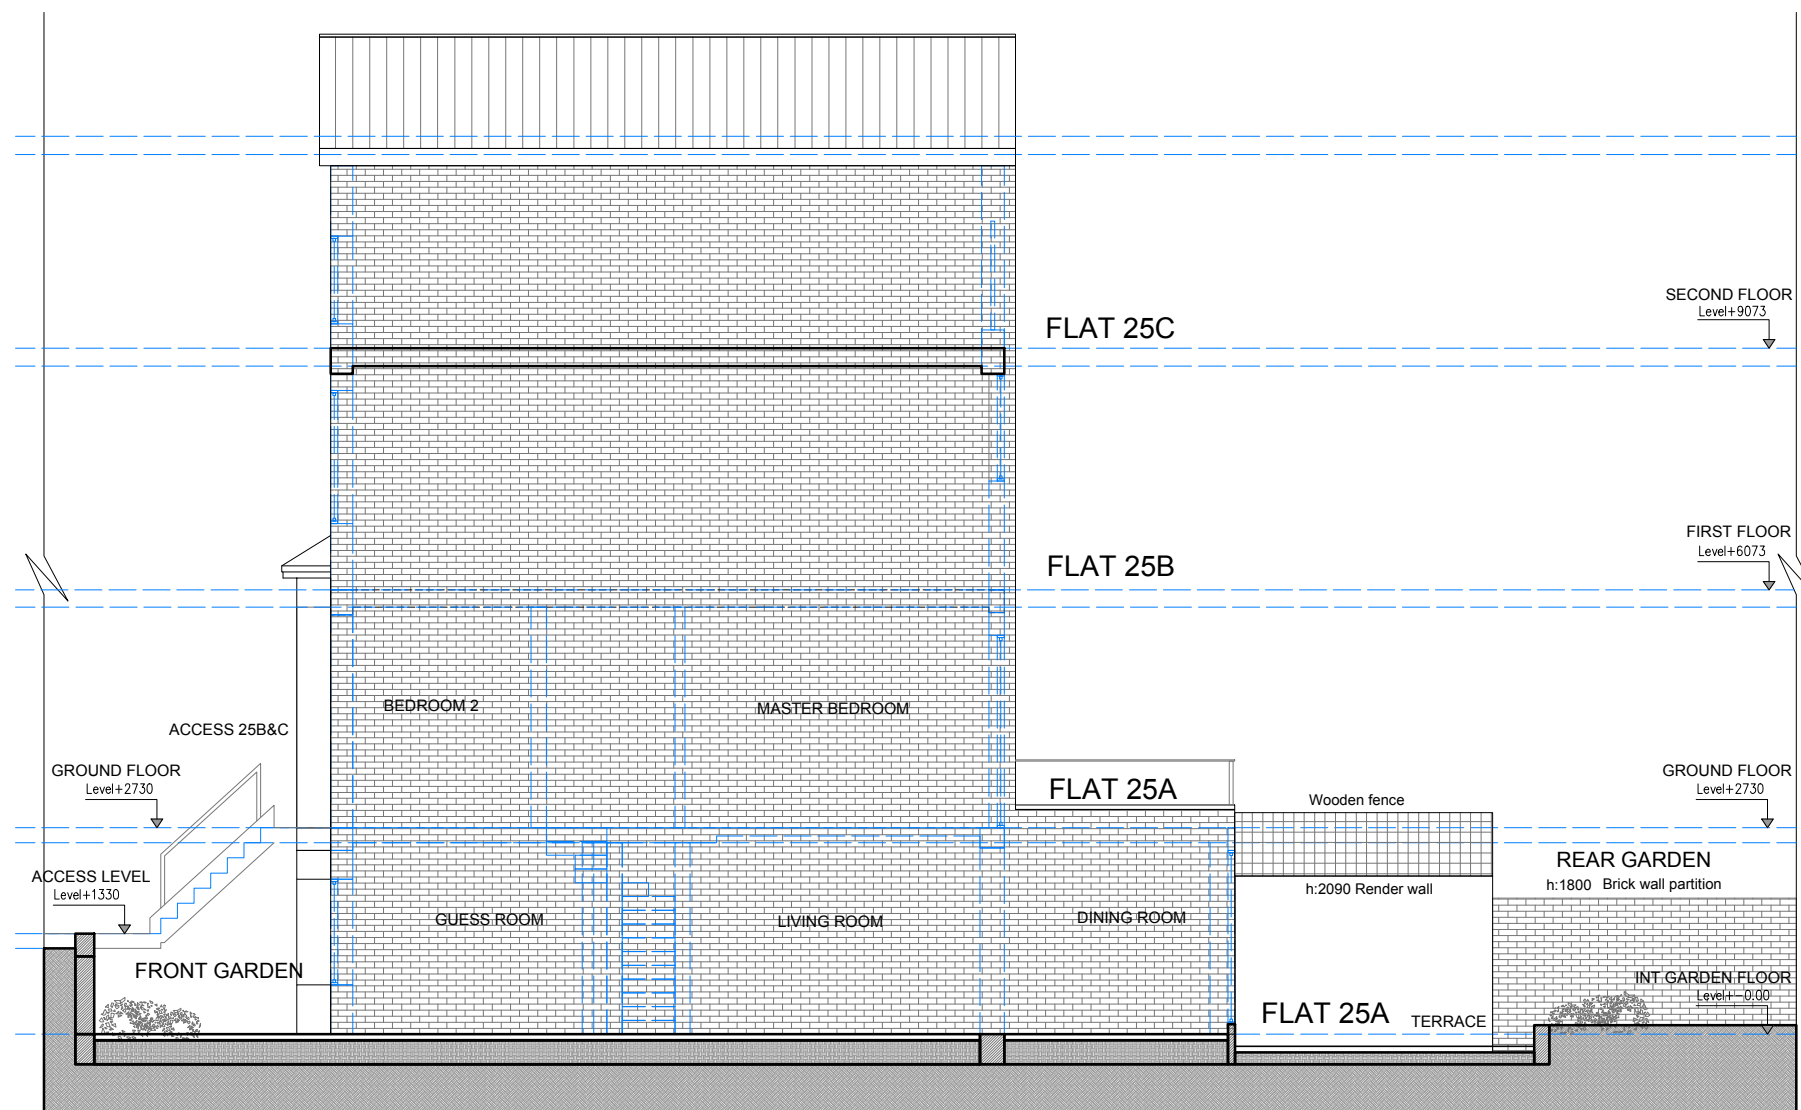 SECOND FLOOR
Level+9073
FLAT 25C
FIRST FLOOR
Level+6073
FLAT 25B
BEDROOM 2
MASTER BEDROOM
ACCESS 25B&C
GROUND FLOOR
Level+2730
FLAT 25A
Wooden fence
GROUND FLOOR
Level+2730
REAR GARDEN
h:1800 Brick wall partition
h:2090 Render wall
ACCESS LEVEL
Level+1330
GUESS ROOM
LIVING ROOM
DINING ROOM
FRONT GARDEN
INT GARDEN FLOOR
Level+-0.00
FLAT 25A
TERRACE